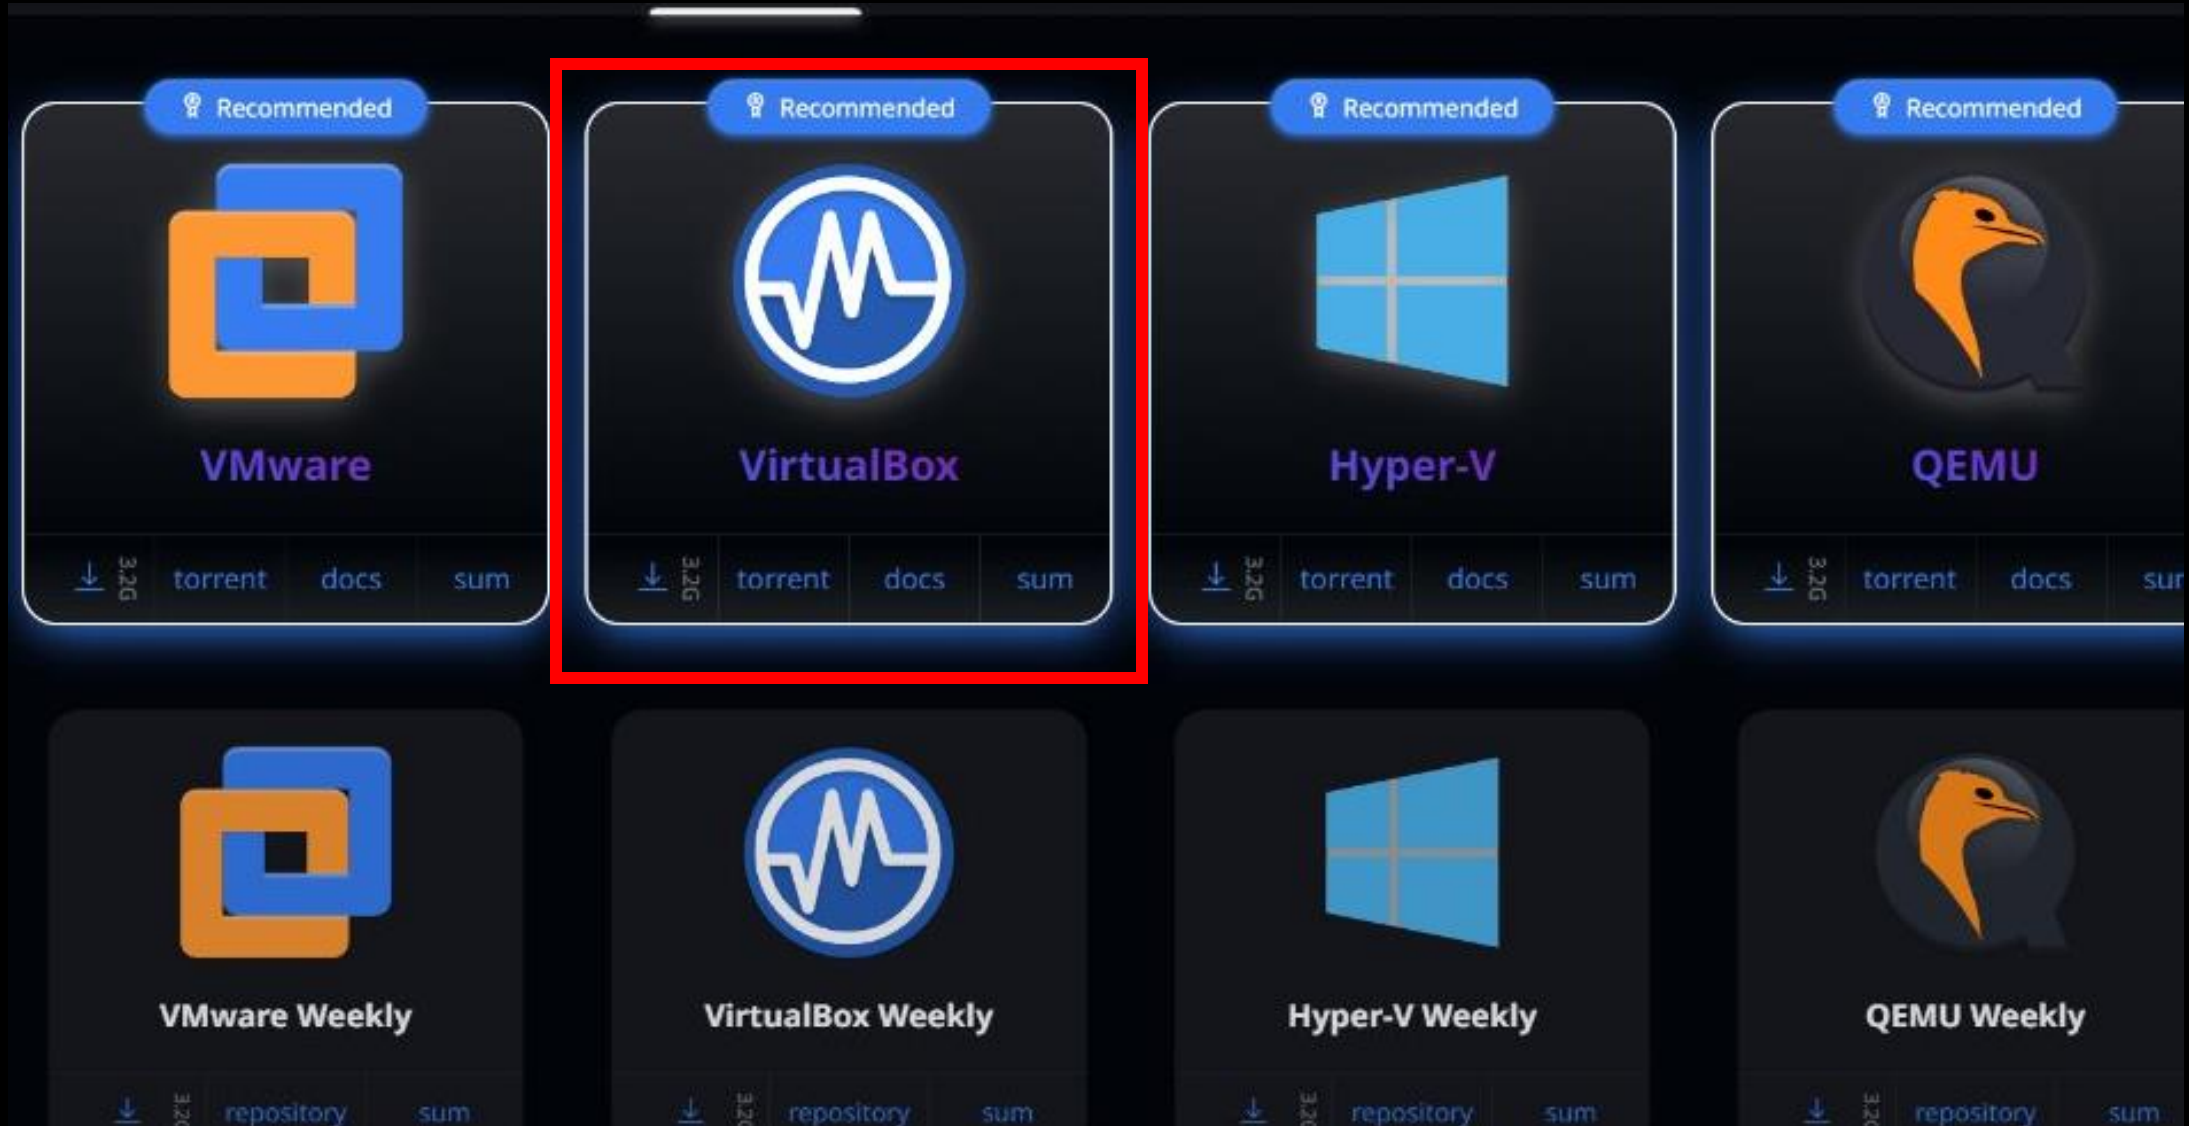 Recommended
Recommended
Recommended
Recommended
VMware
VirtualBox
Hyper-V
QEMU
3.2G torrent docs sum
3.2G torrent docs sum
3.2G torrent docs sum
3.2G torrent docs
VMware Weekly
VirtualBox Weekly
Hyper-V Weekly
QEMU Weekly
repository sum
repository sum
repository sum
repository sum